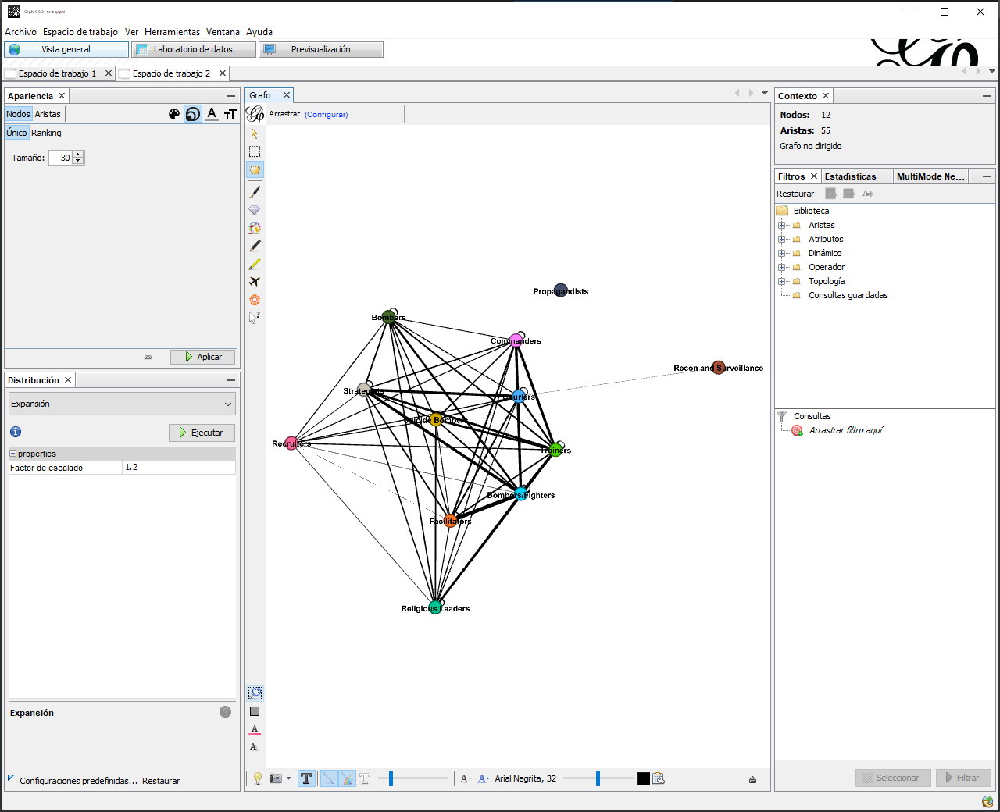 Gephi 0.9.2 - test.gephi
Archivo Espacio de trabajo Ver Herramientas Ventana Ayuda
Vista general Laboratorio de datos Previsualización
Espacio de trabajo 1 Espacio de trabajo 2
Apariencia
Nodos Aristas
Único Ranking
Tamaño: 30
Aplicar
Distribución
Expansión
Ejecutar
properties
Factor de escalado 1.2
Expansión
Configuraciones predefinidas... Restaurar
Grafo
Arrastrar (Configurar)
Propagandists
Bombers
Commanders
Recon and Surveillance
Strategists
Couriers
Suicide Bombers
Recruiters
Trainers
Bombers/Fighters
Facilitators
Religious Leaders
Arial Negrita, 32
Contexto
Nodos: 12
Aristas: 55
Grafo no dirigido
Filtros Estadísticas MultiMode Ne...
Restaurar
Biblioteca
Aristas
Atributos
Dinámico
Operador
Topología
Consultas guardadas
Consultas
Arrastrar filtro aquí
Seleccionar Filtrar